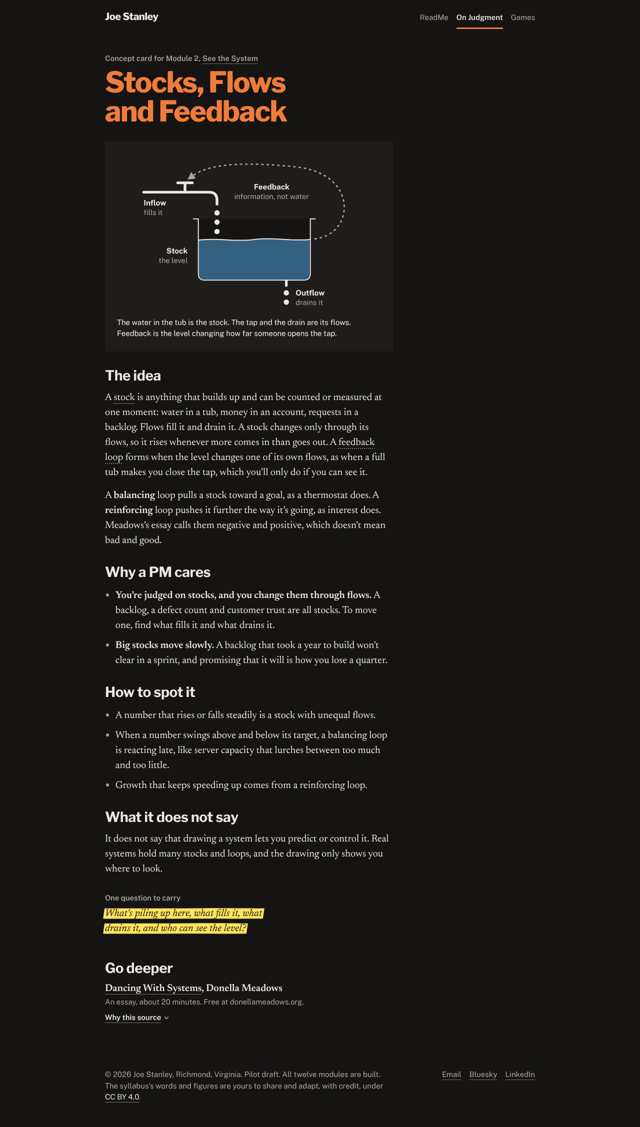 Joe Stanley
ReadMe On Judgment Games
Concept card for Module 2, See the System
Stocks, Flows
and Feedback
Feedback
information, not water
Inflow
fills it
Stock
the level
Outflow
drains it
The water in the tub is the stock. The tap and the drain are its flows.
Feedback is the level changing how far someone opens the tap.
The idea
A stock is anything that builds up and can be counted or measured at
one moment: water in a tub, money in an account, requests in a
backlog. Flows fill it and drain it. A stock changes only through its
flows, so it rises whenever more comes in than goes out. A feedback
loop forms when the level changes one of its own flows, as when a full
tub makes you close the tap, which you'll only do if you can see it.
A balancing loop pulls a stock toward a goal, as a thermostat does. A
reinforcing loop pushes it further the way it's going, as interest does.
Meadows's essay calls them negative and positive, which doesn't mean
bad and good.
Why a PM cares
• You're judged on stocks, and you change them through flows. A
backlog, a defect count and customer trust are all stocks. To move
one, find what fills it and what drains it.
• Big stocks move slowly. A backlog that took a year to build won't
clear in a sprint, and promising that it will is how you lose a quarter.
How to spot it
• A number that rises or falls steadily is a stock with unequal flows.
• When a number swings above and below its target, a balancing loop
is reacting late, like server capacity that lurches between too much
and too little.
• Growth that keeps speeding up comes from a reinforcing loop.
What it does not say
It does not say that drawing a system lets you predict or control it. Real
systems hold many stocks and loops, and the drawing only shows you
where to look.
One question to carry
What's piling up here, what fills it, what
drains it, and who can see the level?
Go deeper
Dancing With Systems, Donella Meadows
An essay, about 20 minutes. Free at donellameadows.org.
Why this source
© 2026 Joe Stanley, Richmond, Virginia. Pilot draft. All twelve modules are built.
The syllabus's words and figures are yours to share and adapt, with credit, under
CC BY 4.0.
Email Bluesky LinkedIn